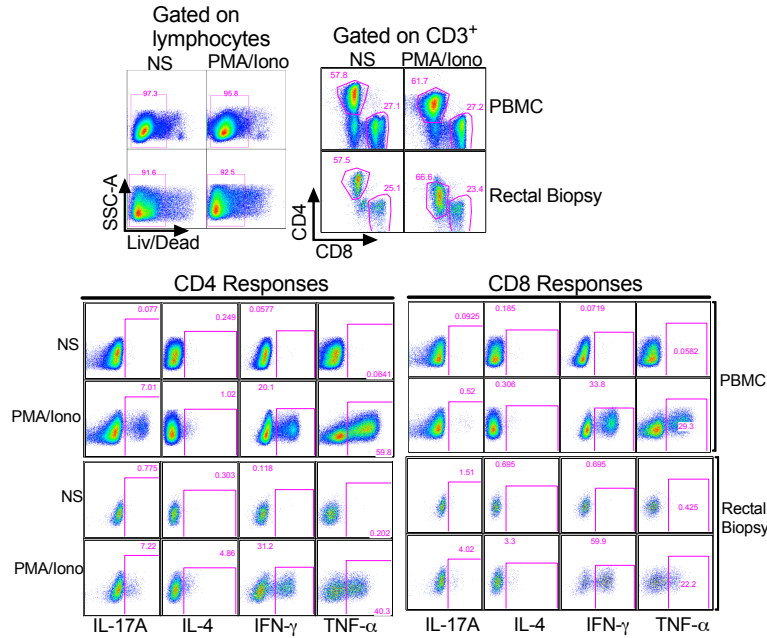 Gated on
lymphocytes
NS PMA/Iono
Gated on CD3+
NS PMA/Iono
97.3 95.8
57.8 27.1 61.7 27.2
PBMC
91.6 92.5
57.5 25.1 66.6 23.4
Rectal Biopsy
SSC-A
Liv/Dead
CD4
CD8
CD4 Responses
CD8 Responses
NS
0.077 0.249 0.0577 0.0641
0.0925 0.185 0.0719 0.0582
PMA/Iono
7.01 1.02 20.1 59.8
0.52 0.306 33.8 29.3
PBMC
NS
0.775 0.303 0.118 0.202
1.51 0.695 0.695 0.425
Rectal
Biopsy
PMA/Iono
7.22 4.86 31.2 40.3
4.02 3.3 59.9 22.2
IL-17A IL-4 IFN-γ TNF-α
IL-17A IL-4 IFN-γ TNF-α